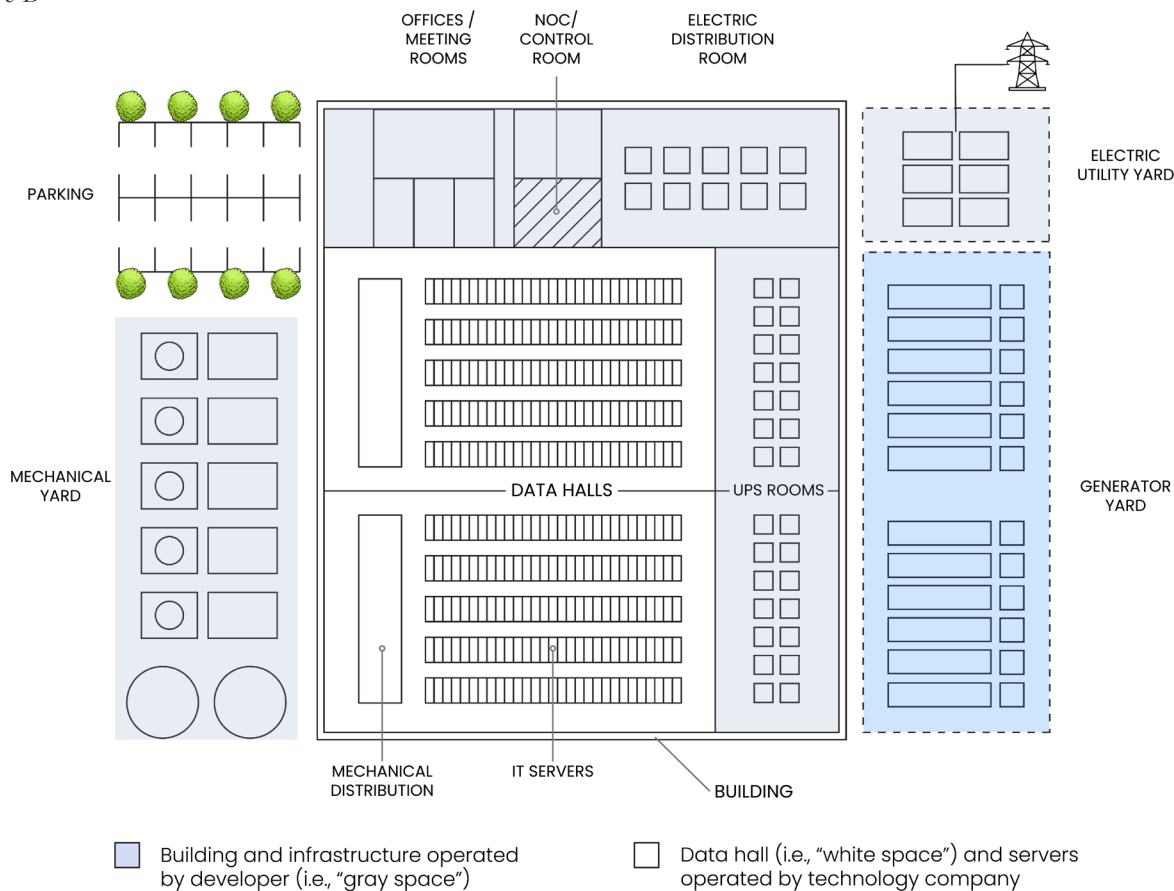 OFFICES /
MEETING
ROOMS
NOC/
CONTROL
ROOM
ELECTRIC
DISTRIBUTION
ROOM
PARKING
ELECTRIC
UTILITY YARD
MECHANICAL
YARD
DATA HALLS
UPS ROOMS
GENERATOR
YARD
MECHANICAL
DISTRIBUTION
IT SERVERS
BUILDING
Building and infrastructure operated
by developer (i.e., “gray space”)
Data hall (i.e., “white space”) and servers
operated by technology company